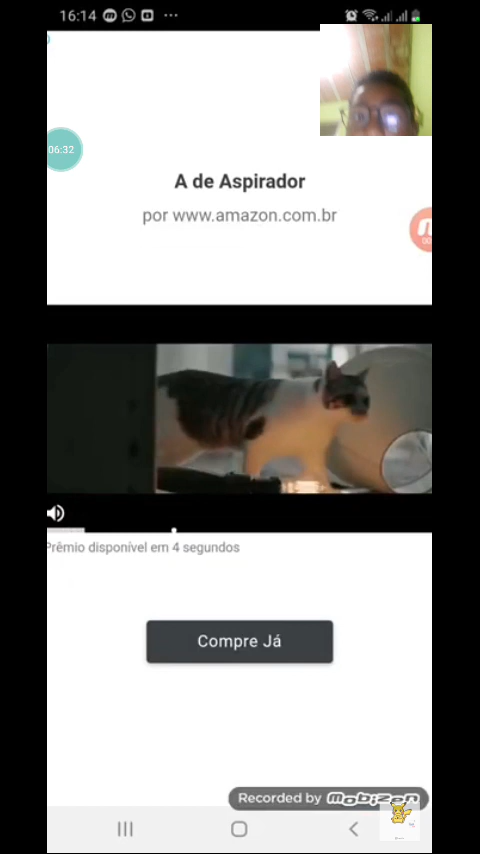 16:14
06:32
A de Aspirador
por www.amazon.com.br
Prêmio disponível em 4 segundos
Compre Já
Recorded by mobizen